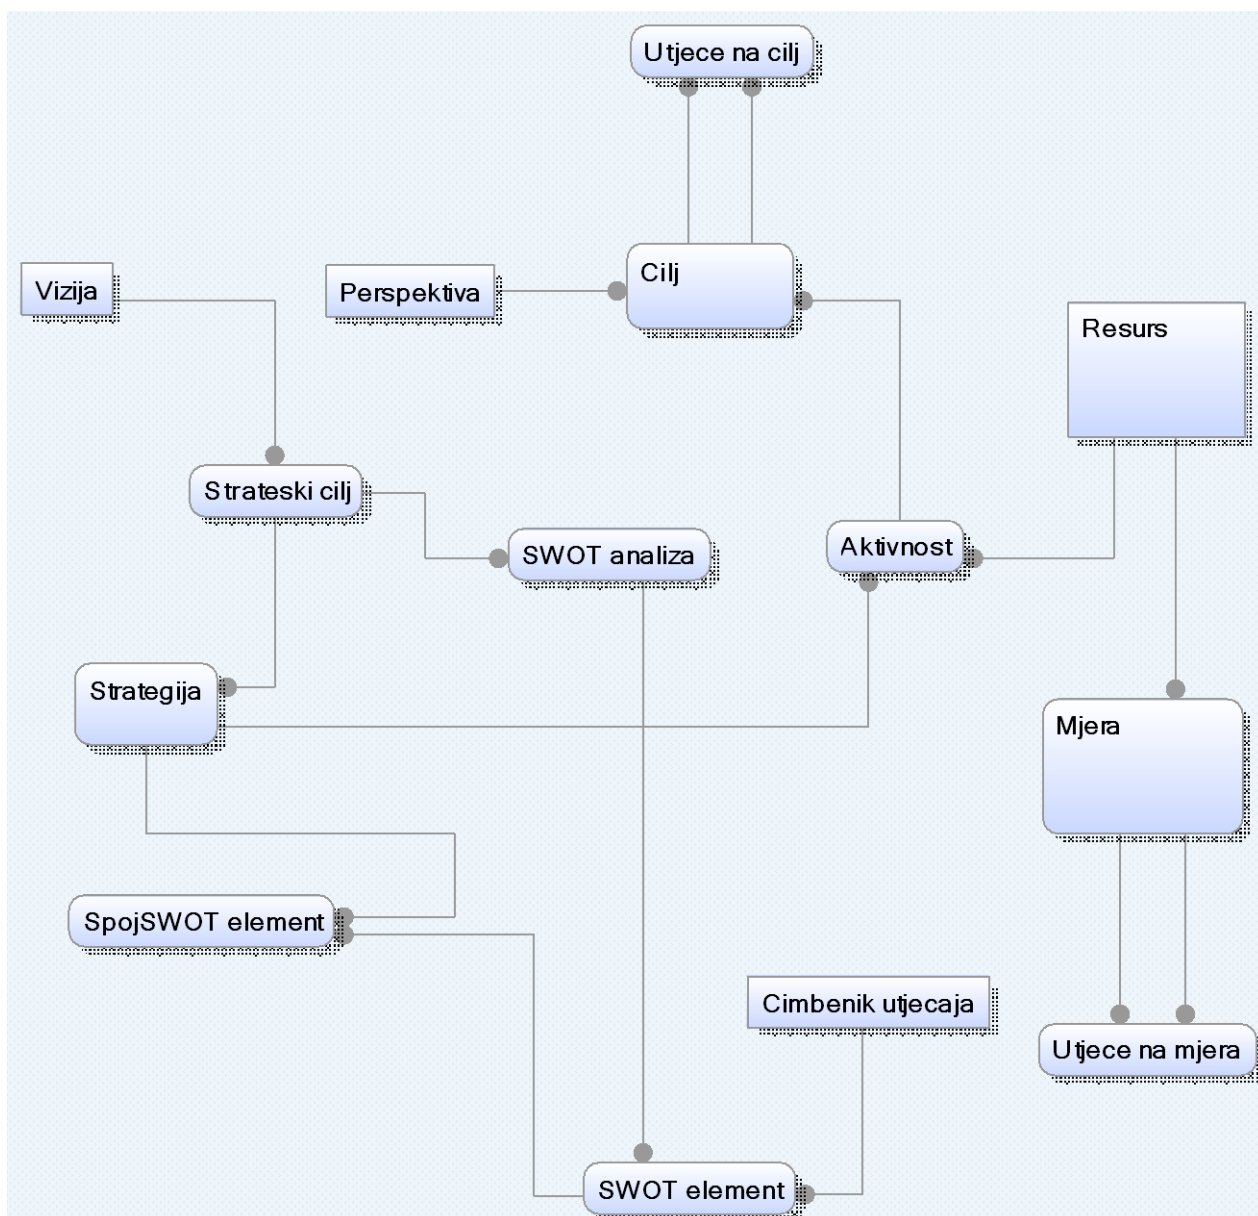 Utjece na cilj
Vizija
Perspektiva
Cilj
Resurs
Strateski cilj
SWOT analiza
Aktivnost
Strategija
Mjera
SpojSWOT element
Cimbenik utjecaja
Utjece na mjera
SWOT element